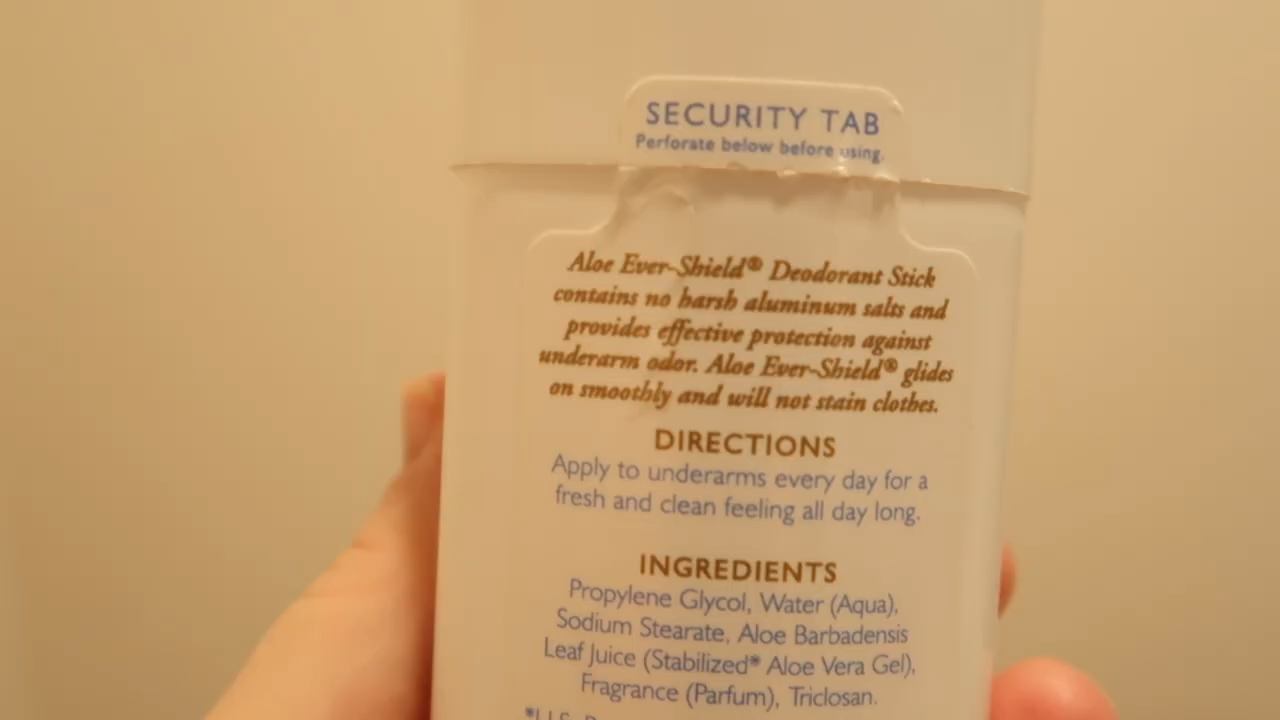 SECURITY TAB
Perforate below before using.
Aloe Ever-Shield® Deodorant Stick
contains no harsh aluminum salts and
provides effective protection against
underarm odor. Aloe Ever-Shield® glides
on smoothly and will not stain clothes.
DIRECTIONS
Apply to underarms every day for a
fresh and clean feeling all day long.
INGREDIENTS
Propylene Glycol, Water (Aqua),
Sodium Stearate, Aloe Barbadensis
Leaf Juice (Stabilized* Aloe Vera Gel),
Fragrance (Parfum), Triclosan.